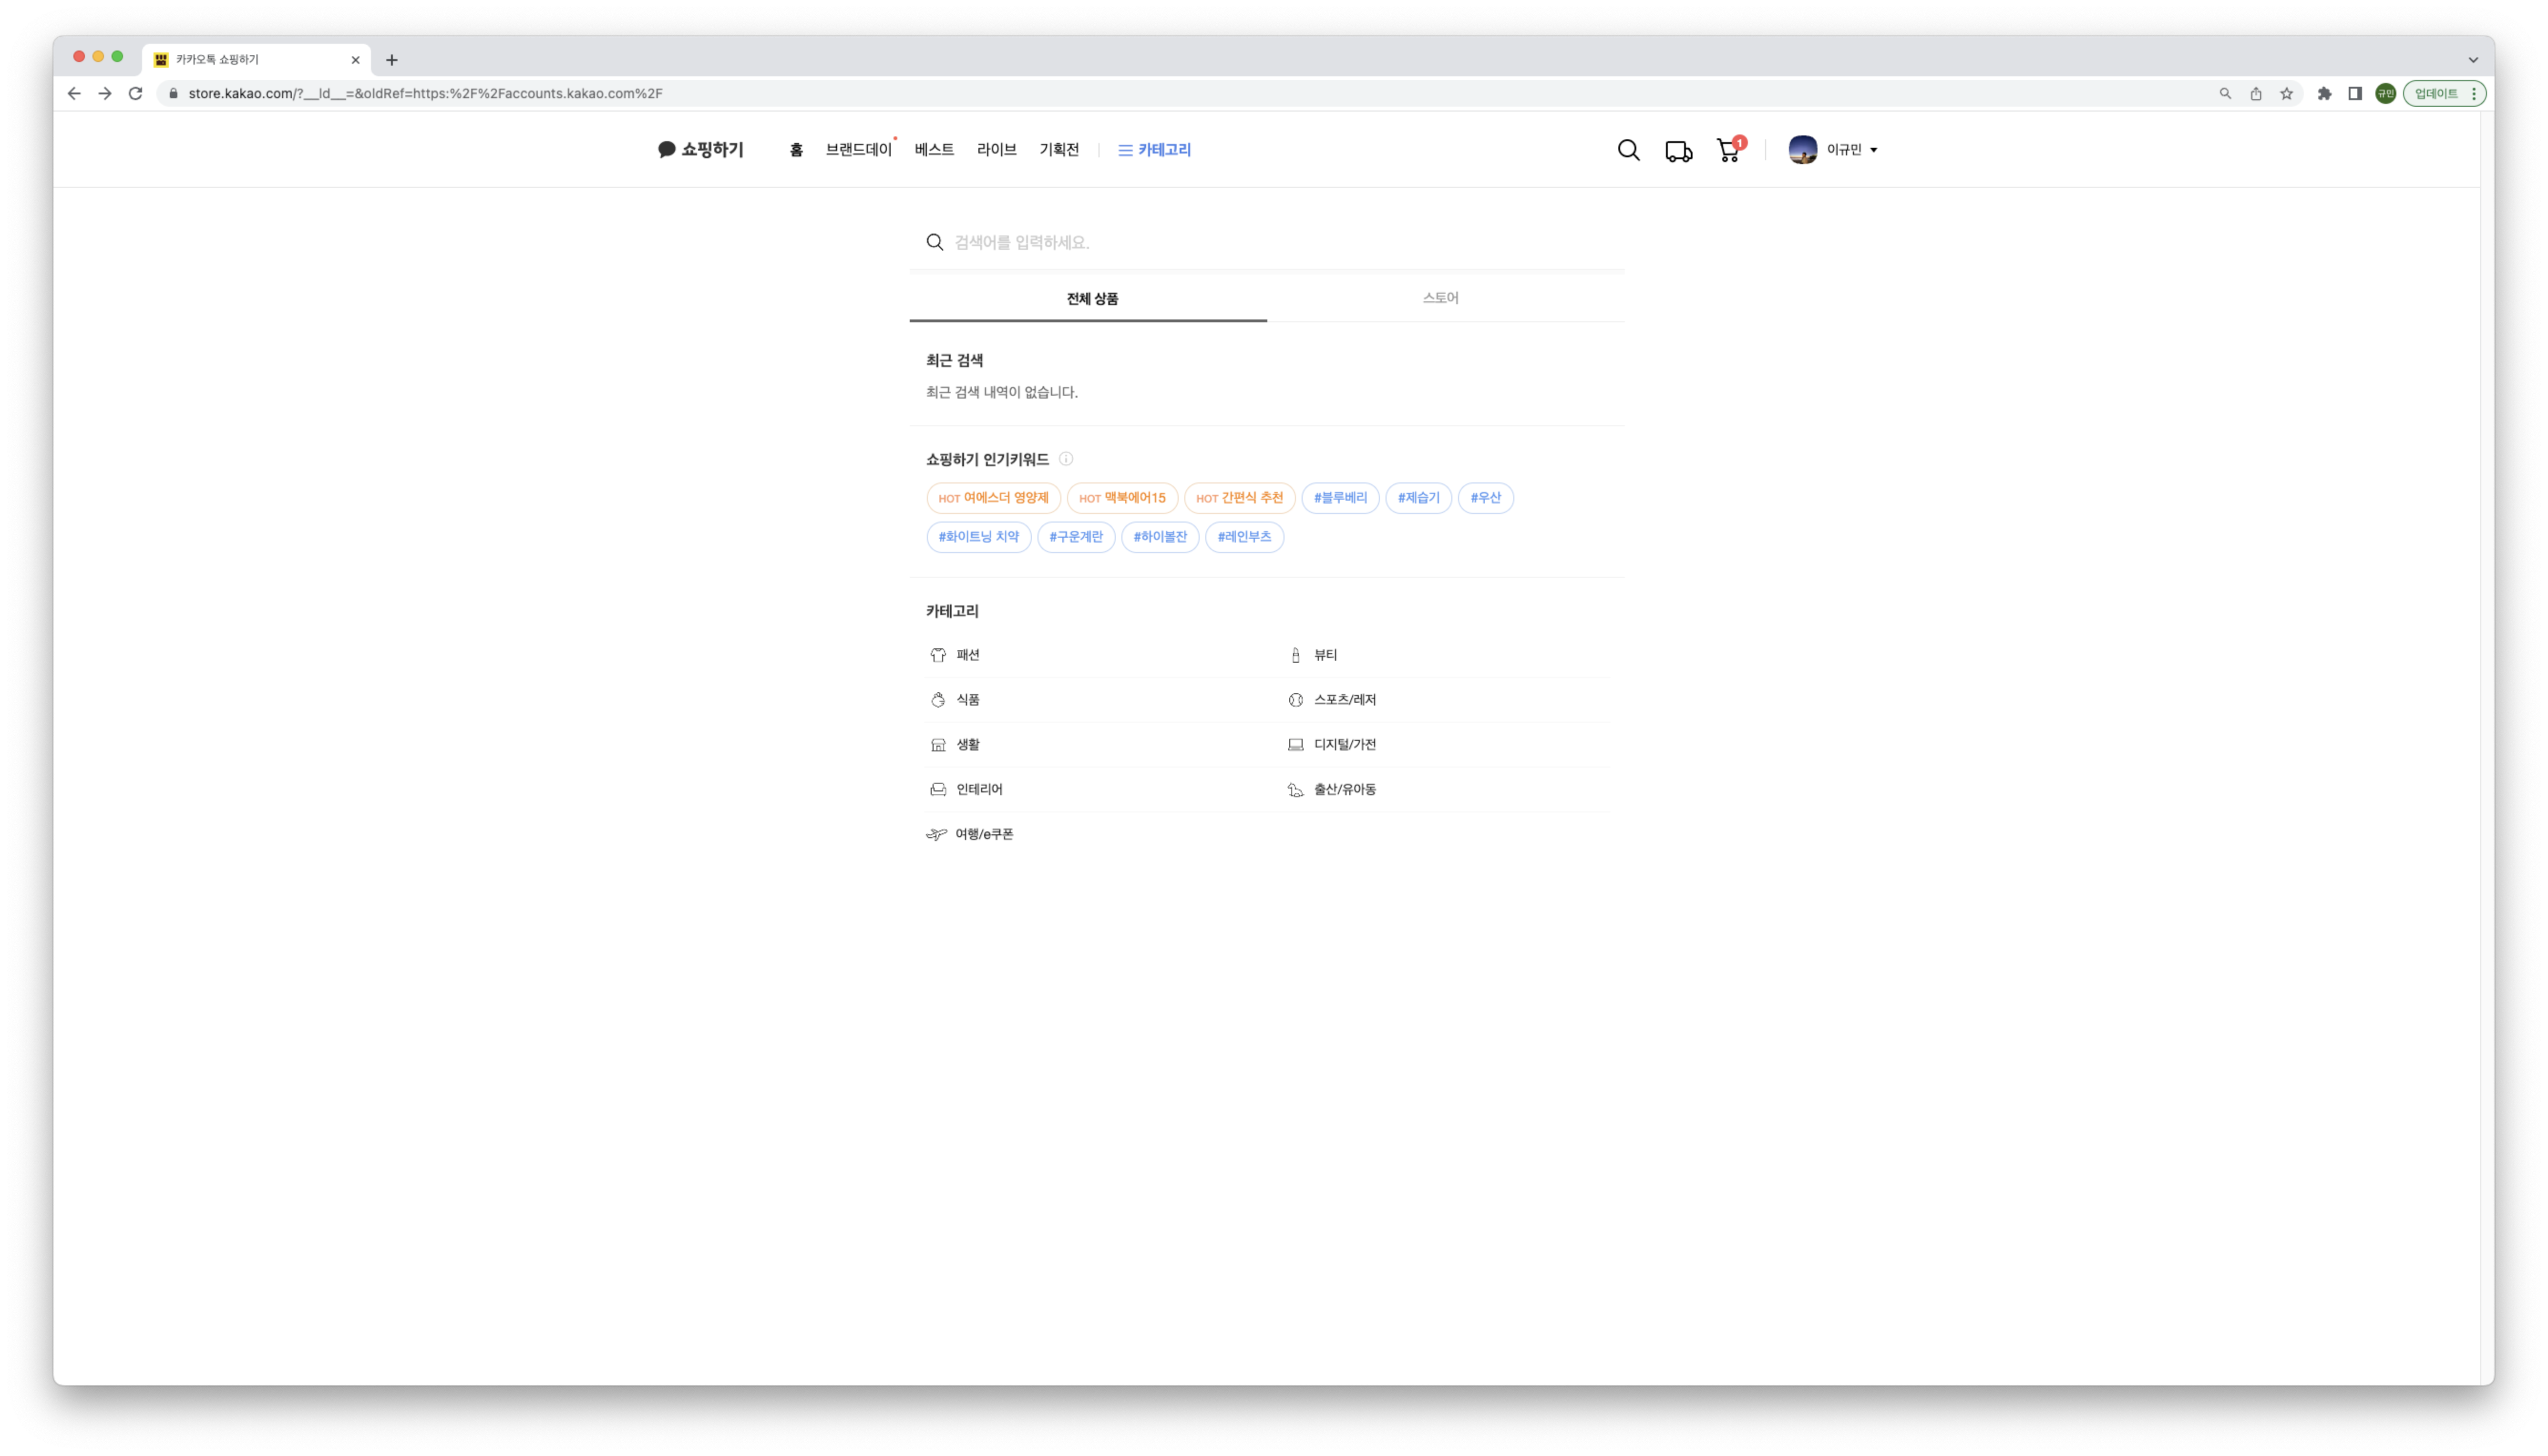 카카오톡 쇼핑하기
store.kakao.com/?__ld__=&oldRef=https:%2F%2Faccounts.kakao.com%2F
규민 업데이트
쇼핑하기 홈 브랜드데이 베스트 라이브 기획전 카테고리 1 이규민
검색어를 입력하세요.
전체 상품 스토어
최근 검색
최근 검색 내역이 없습니다.
쇼핑하기 인기키워드
HOT 여에스더 영양제 HOT 맥북에어15 HOT 간편식 추천 #블루베리 #제습기 #우산
#화이트닝 치약 #구운계란 #하이볼잔 #레인부츠
카테고리
패션 뷰티
식품 스포츠/레저
생활 디지털/가전
인테리어 출산/유아동
여행/e쿠폰